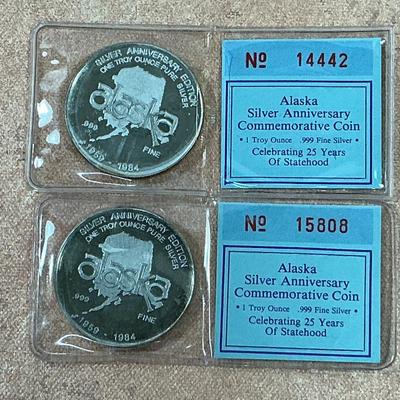 SILVER ANNIVERSARY EDITION
ONE TROY OUNCE PURE SILVER
alaska
.999
FINE
1959 - 1984
Nº 14442
Alaska
Silver Anniversary
Commemorative Coin
• 1 Troy Ounce .999 Fine Silver •
Celebrating 25 Years
Of Statehood
SILVER ANNIVERSARY EDITION
ONE TROY OUNCE PURE SILVER
alaska
.999
FINE
1959 - 1984
Nº 15808
Alaska
Silver Anniversary
Commemorative Coin
• 1 Troy Ounce .999 Fine Silver •
Celebrating 25 Years
Of Statehood